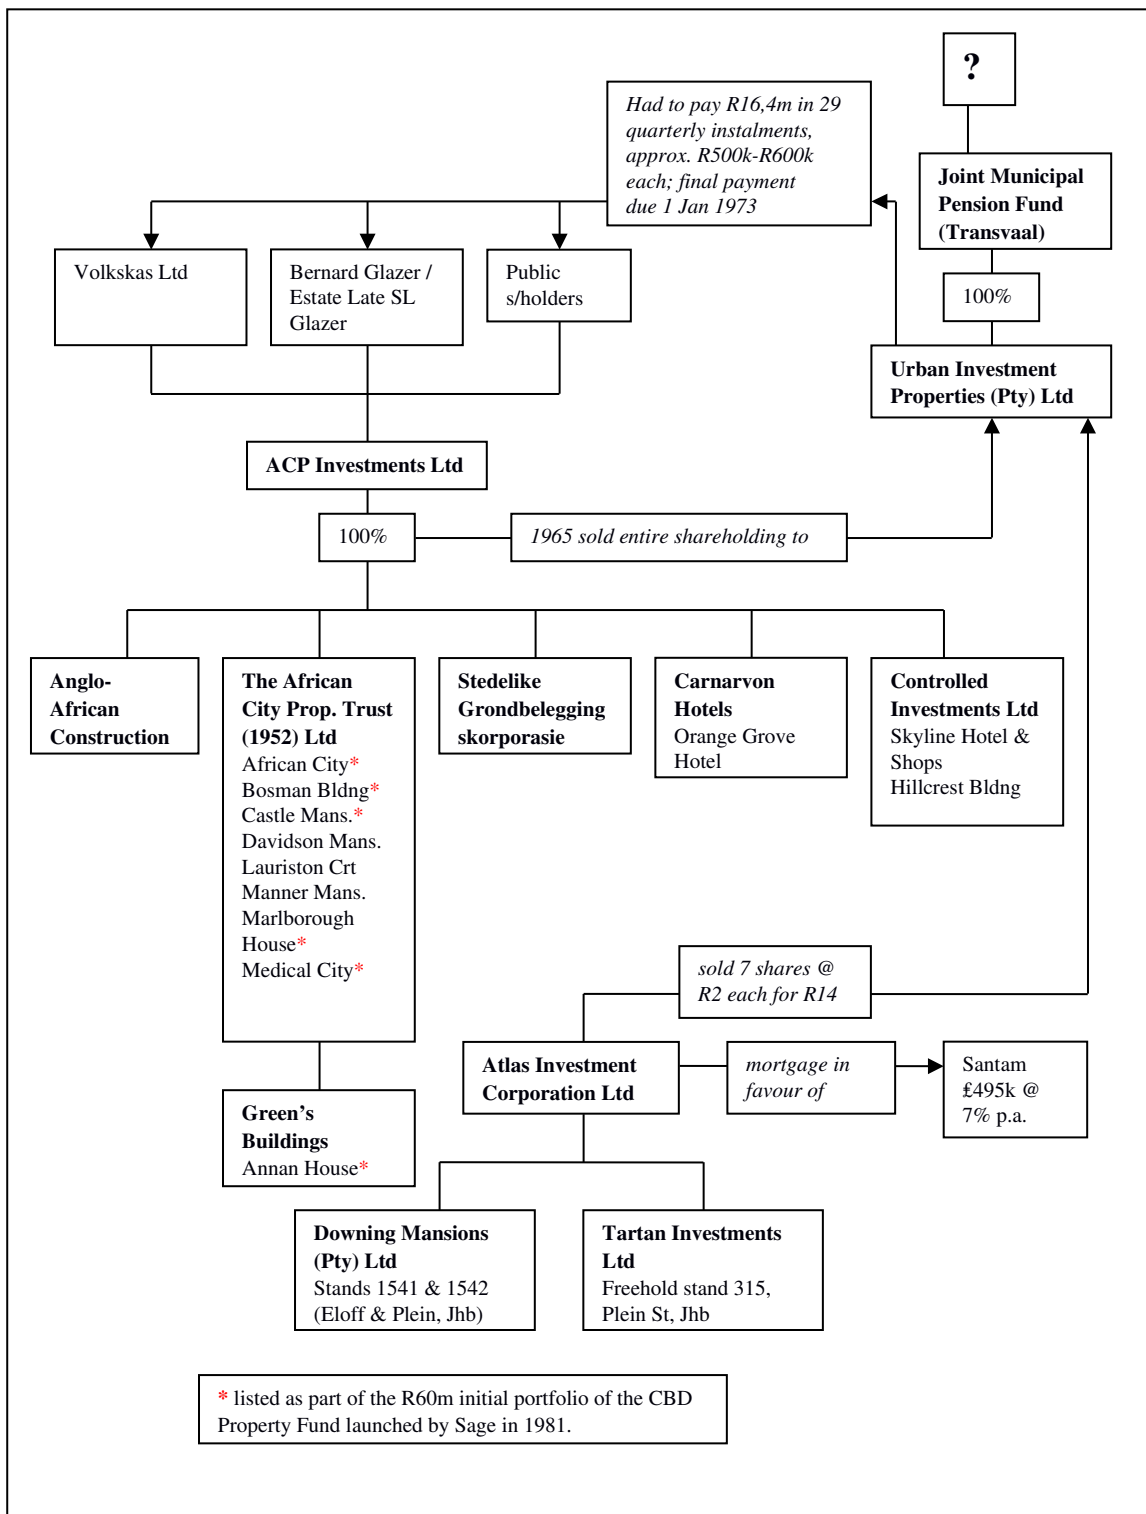 ?
Had to pay R16,4m in 29
quarterly instalments,
approx. R500k-R600k
each; final payment
due 1 Jan 1973
Joint Municipal
Pension Fund
(Transvaal)
Volkskas Ltd
Bernard Glazer /
Estate Late SL
Glazer
Public
s/holders
100%
Urban Investment
Properties (Pty) Ltd
ACP Investments Ltd
100%
1965 sold entire shareholding to
Anglo-
African
Construction
The African
City Prop. Trust
(1952) Ltd
African City*
Bosman Bldng*
Castle Mans.*
Davidson Mans.
Lauriston Crt
Manner Mans.
Marlborough
House*
Medical City*
Stedelike
Grondbelegging
skorporasie
Carnarvon
Hotels
Orange Grove
Hotel
Controlled
Investments Ltd
Skyline Hotel &
Shops
Hillcrest Bldng
sold 7 shares @
R2 each for R14
Atlas Investment
Corporation Ltd
mortgage in
favour of
Santam
₤495k @
7% p.a.
Green's
Buildings
Annan House*
Downing Mansions
(Pty) Ltd
Stands 1541 & 1542
(Eloff & Plein, Jhb)
Tartan Investments
Ltd
Freehold stand 315,
Plein St, Jhb
* listed as part of the R60m initial portfolio of the CBD
Property Fund launched by Sage in 1981.